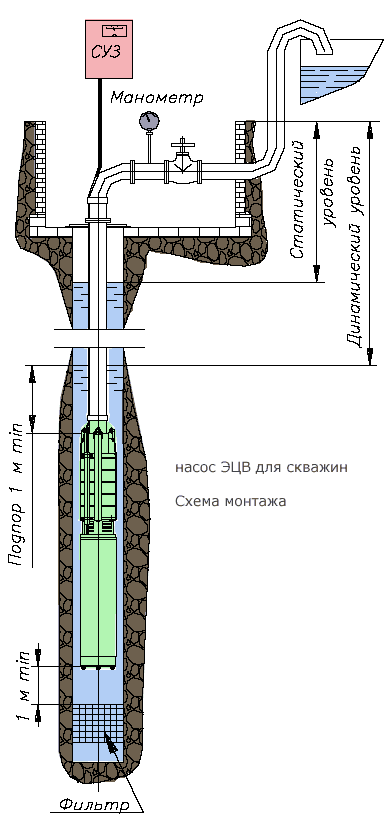 СУЗ
Манометр
Статический
уровень
Динамический уровень
насос ЭЦВ для скважин
Схема монтажа
Подпор 1 м min
1 м min
Фильтр